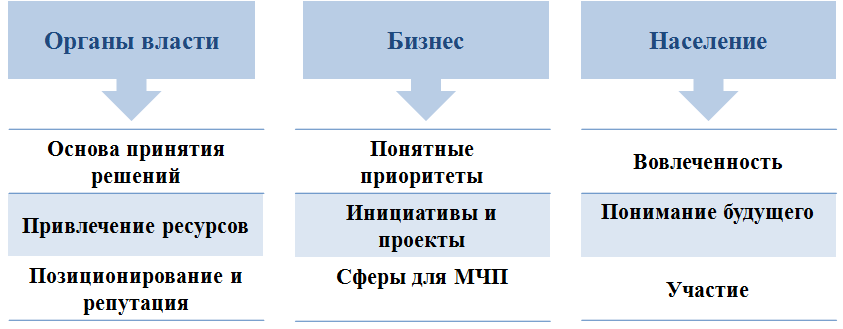 Органы власти
Основа принятия
решений
Привлечение ресурсов
Позиционирование и
репутация
Бизнес
Понятные
приоритеты
Инициативы и
проекты
Сферы для МЧП
Население
Вовлеченность
Понимание будущего
Участие